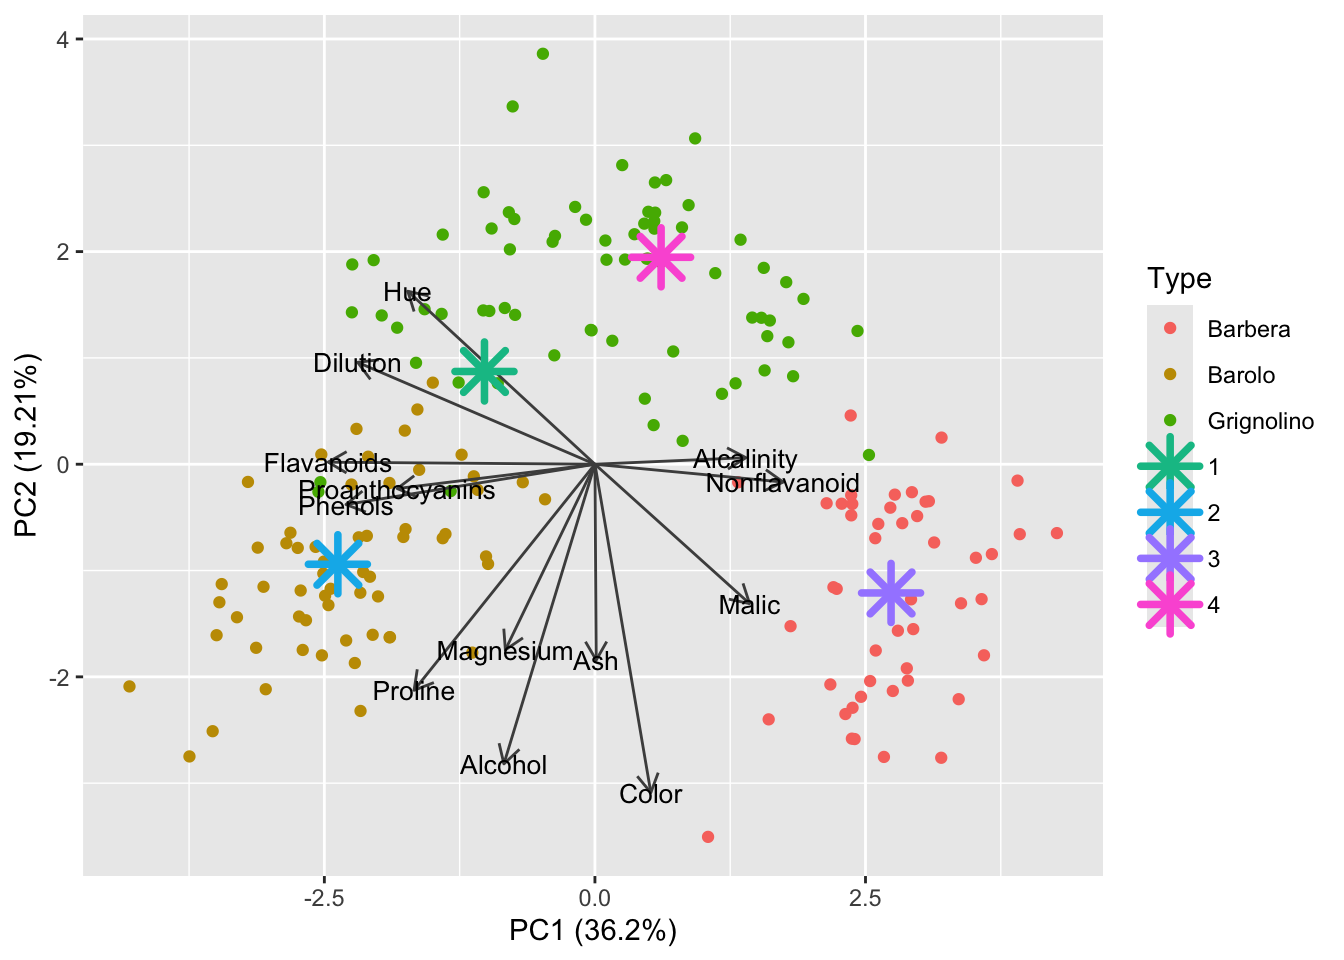 4
2
0
-2
PC2 (19.21%)
Hue
Dilution
Flavanoids
Proanthocyanins
Phenols
Alcalinity
Nonflavanoid
Malic
Magnesium
Ash
Proline
Alcohol
Color
-2.5
0.0
2.5
PC1 (36.2%)
Type
Barbera
Barolo
Grignolino
1
2
3
4